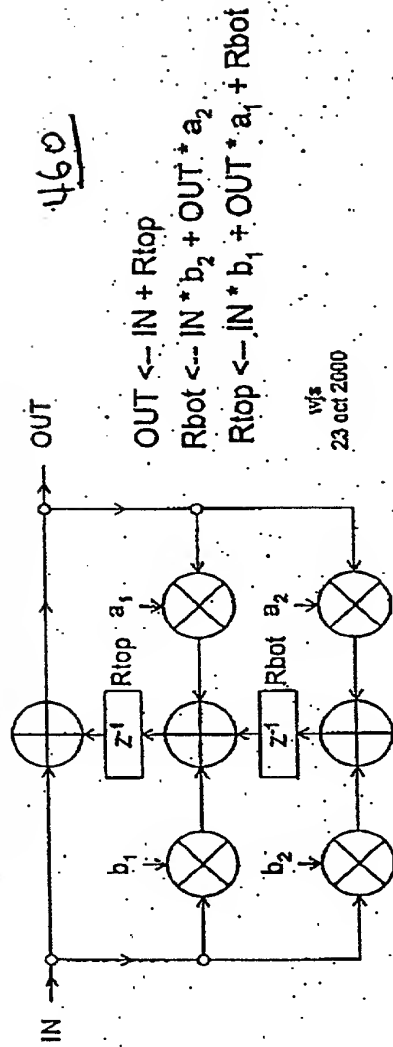 460
IN
OUT
b₁
a₁
z⁻¹
Rtop
b₂
a₂
z⁻¹
Rbot
OUT <-- IN + Rtop
Rbot <-- IN * b₂ + OUT * a₂
Rtop <-- IN * b₁ + OUT * a₁ + Rbot
wjs
23 oct 2000